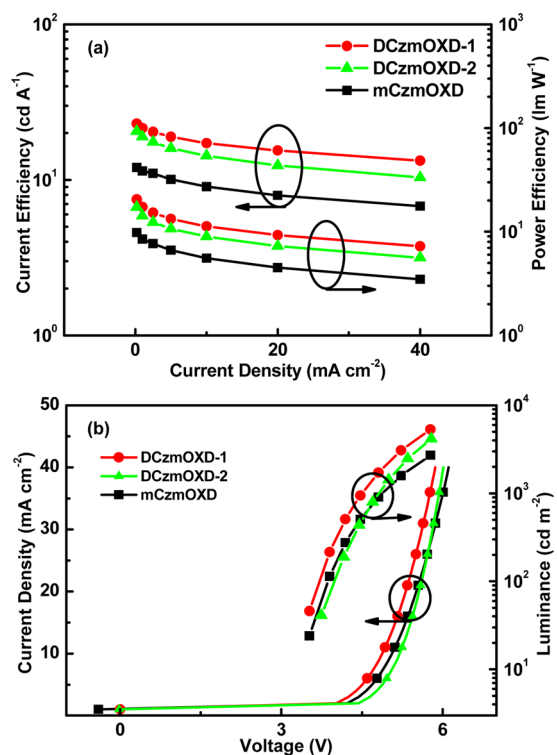 (a)
DCzmOXD-1
DCzmOXD-2
mCzmOXD
Current Efficiency (cd A⁻¹)
10²
10¹
10⁰
Power Efficiency (lm W⁻¹)
10³
10²
10¹
10⁰
0
20
40
Current Density (mA cm⁻²)
(b)
DCzmOXD-1
DCzmOXD-2
mCzmOXD
Current Density (mA cm⁻²)
50
40
30
20
10
Luminance (cd m⁻²)
10⁴
10³
10²
10¹
0
3
6
Voltage (V)